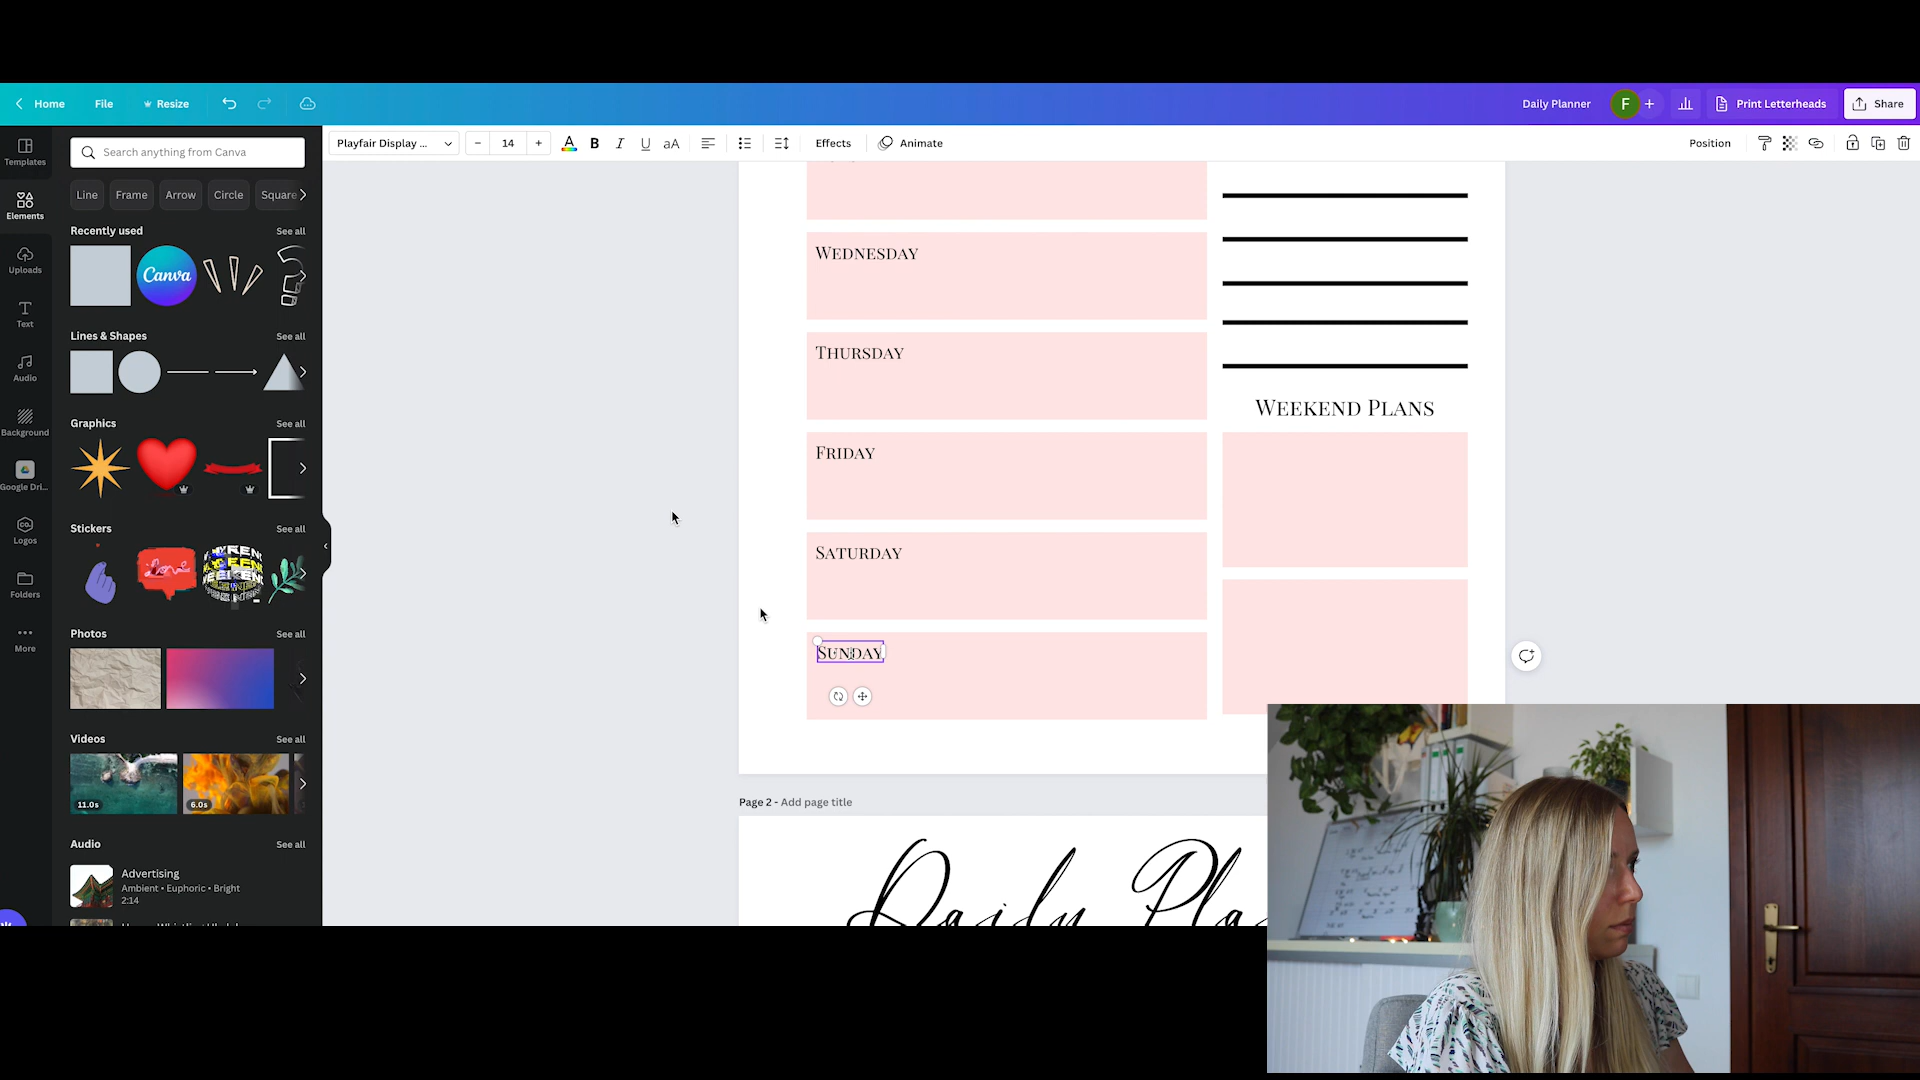 Home
File
Resize
Daily Planner
F
+
Print Letterheads
Share
Templates
Elements
Uploads
Text
Audio
Background
Google Dri...
Logos
Folders
More
Search anything from Canva
Line
Frame
Arrow
Circle
Square
Recently used
See all
Canva
Lines & Shapes
See all
Graphics
See all
Stickers
See all
Photos
See all
Videos
See all
11.0s
6.0s
Audio
See all
Advertising
Ambient • Euphoric • Bright
2:14
Playfair Display ...
− 14 +
A
B
I
U
aA
Effects
Animate
Position
Wednesday
Thursday
Friday
Saturday
Sunday
Weekend Plans
Page 2 - Add page title
Daily Pla